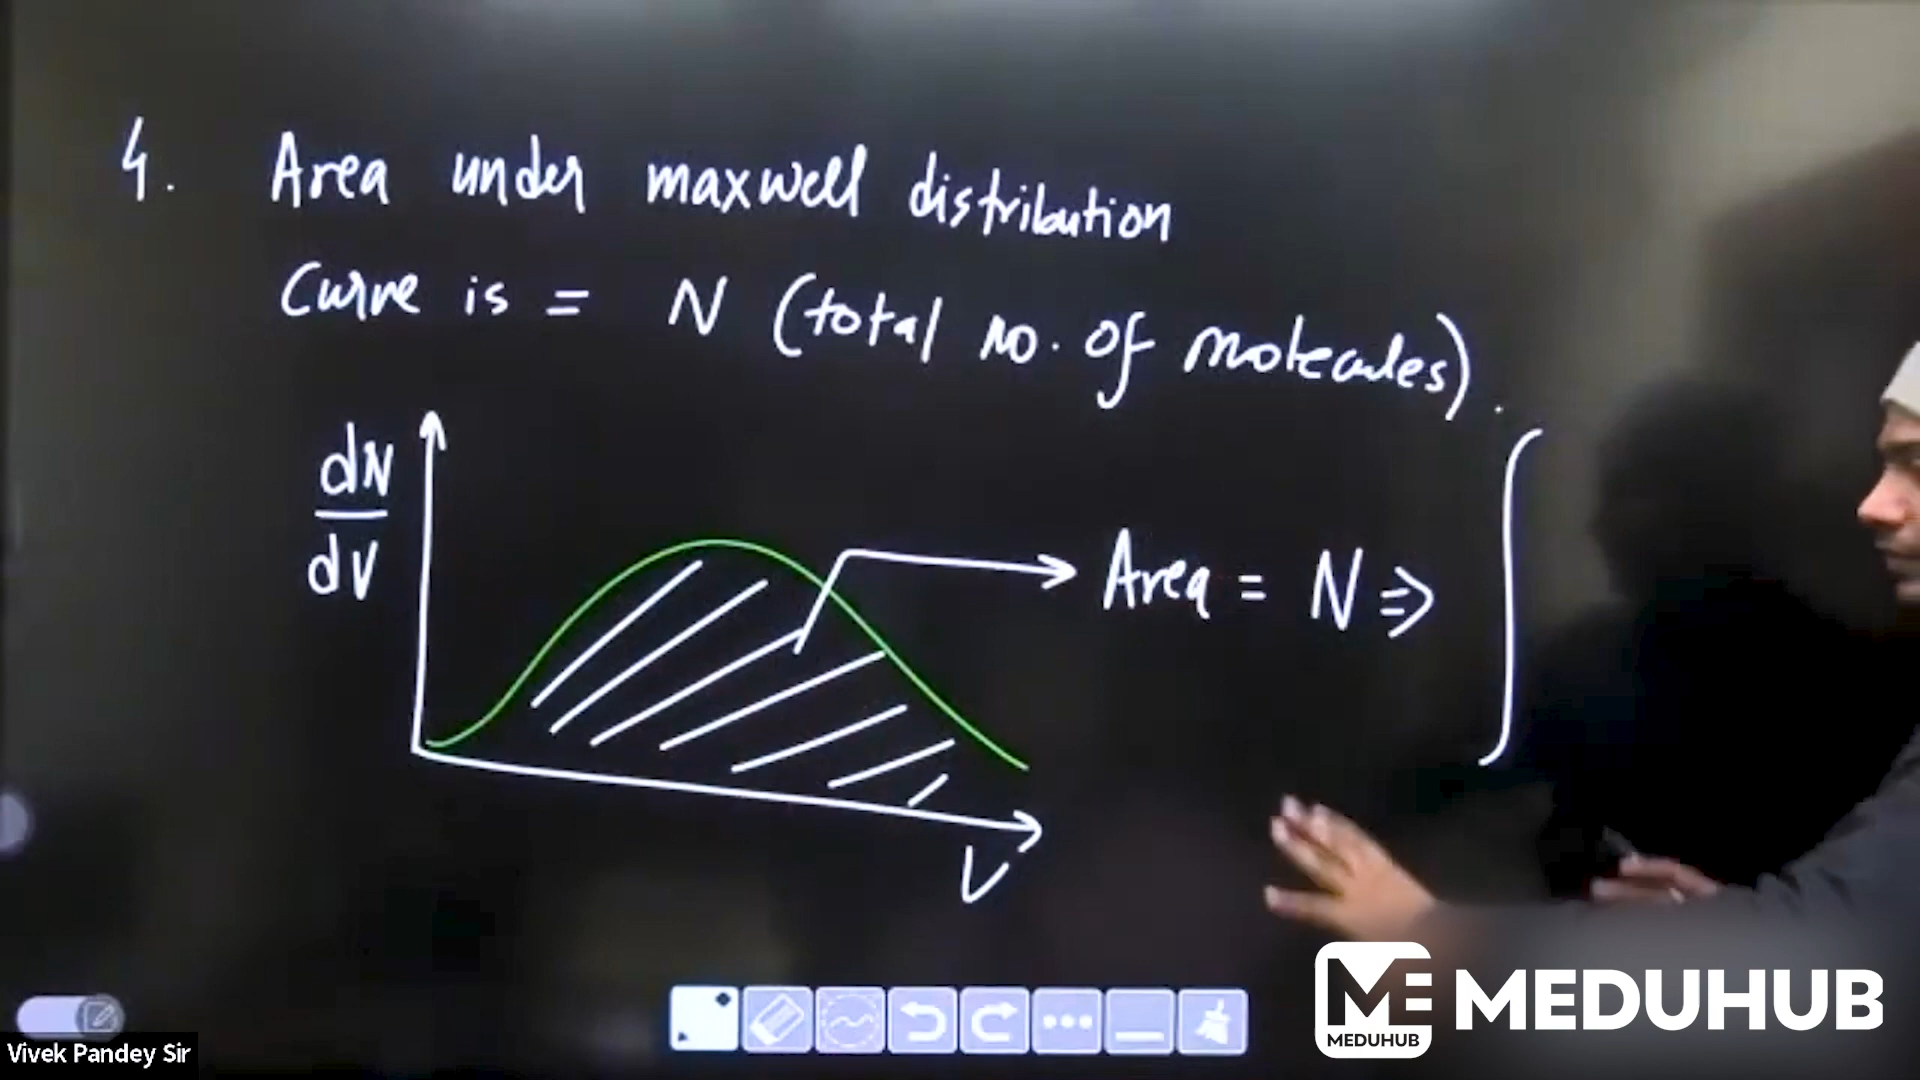 4. Area under maxwell distribution
Curve is = N (total no. of molecules).
dN
dV
Area = N ⇒ ∫
V
Vivek Pandey Sir
ME
MEDUHUB
MEDUHUB